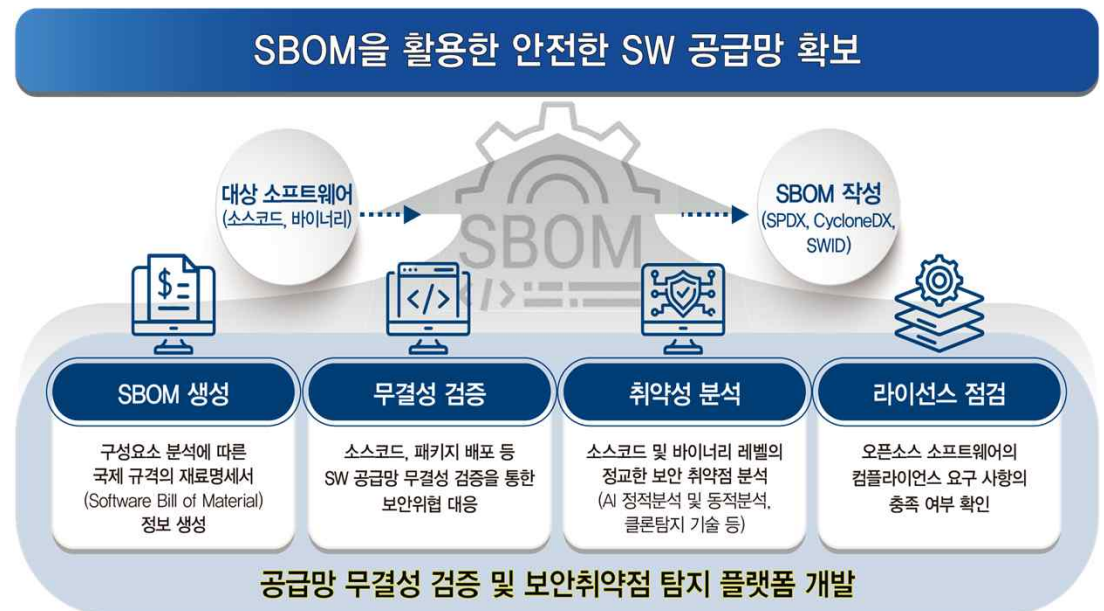 SBOM을 활용한 안전한 SW 공급망 확보
대상 소프트웨어
(소스코드, 바이너리)
SBOM
</>
SBOM 작성
(SPDX, CycloneDX,
SWID)
$
</>
SBOM 생성
구성요소 분석에 따른
국제 규격의 재료명세서
(Software Bill of Material)
정보 생성
무결성 검증
소스코드, 패키지 배포 등
SW 공급망 무결성 검증을 통한
보안위협 대응
취약성 분석
소스코드 및 바이너리 레벨의
정교한 보안 취약점 분석
(AI 정적분석 및 동적분석,
클론탐지 기술 등)
라이선스 점검
오픈소스 소프트웨어의
컴플라이언스 요구 사항의
충족 여부 확인
공급망 무결성 검증 및 보안취약점 탐지 플랫폼 개발